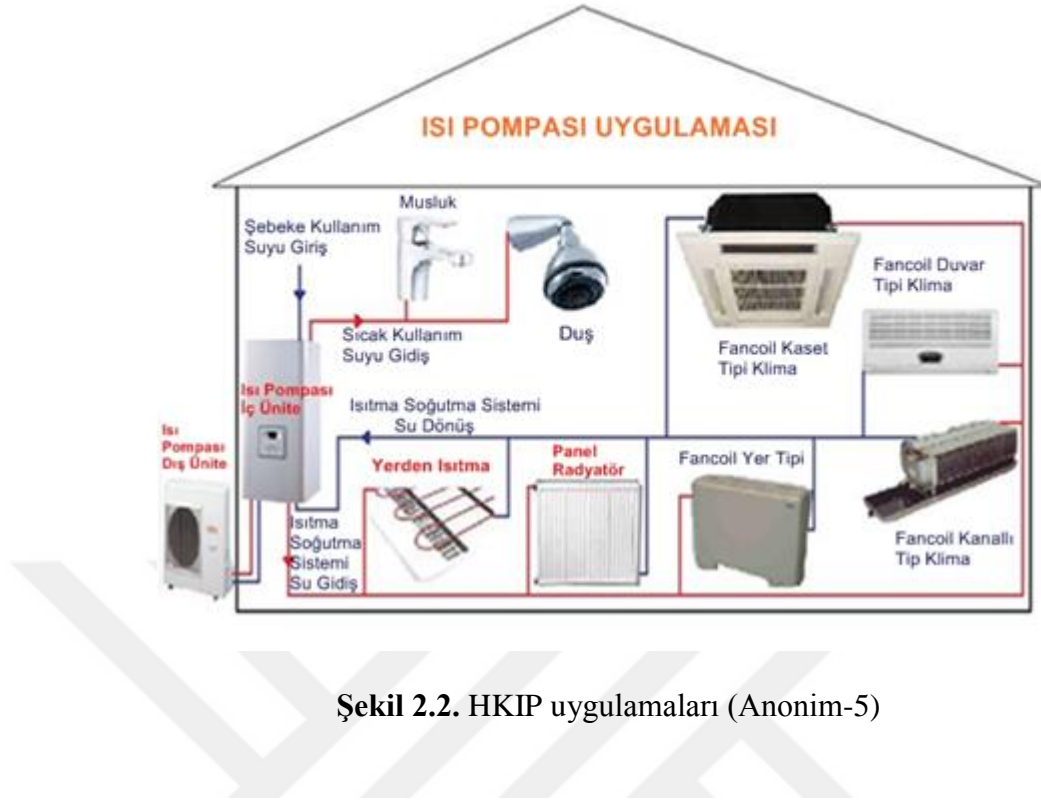 ISI POMPASI UYGULAMASI
Musluk
Şebeke Kullanım
Suyu Giriş
Sıcak Kullanım
Suyu Gidiş
Duş
Fancoil Kaset
Tipi Klima
Fancoil Duvar
Tipi Klima
Isı Pompası
İç Ünite
Isıtma Soğutma Sistemi
Su Dönüş
Isı
Pompası
Dış Ünite
Yerden Isıtma
Panel
Radyatör
Fancoil Yer Tipi
Fancoil Kanallı
Tip Klima
Isıtma
Soğutma
Sistemi
Su Gidiş
Şekil 2.2. HKIP uygulamaları (Anonim-5)